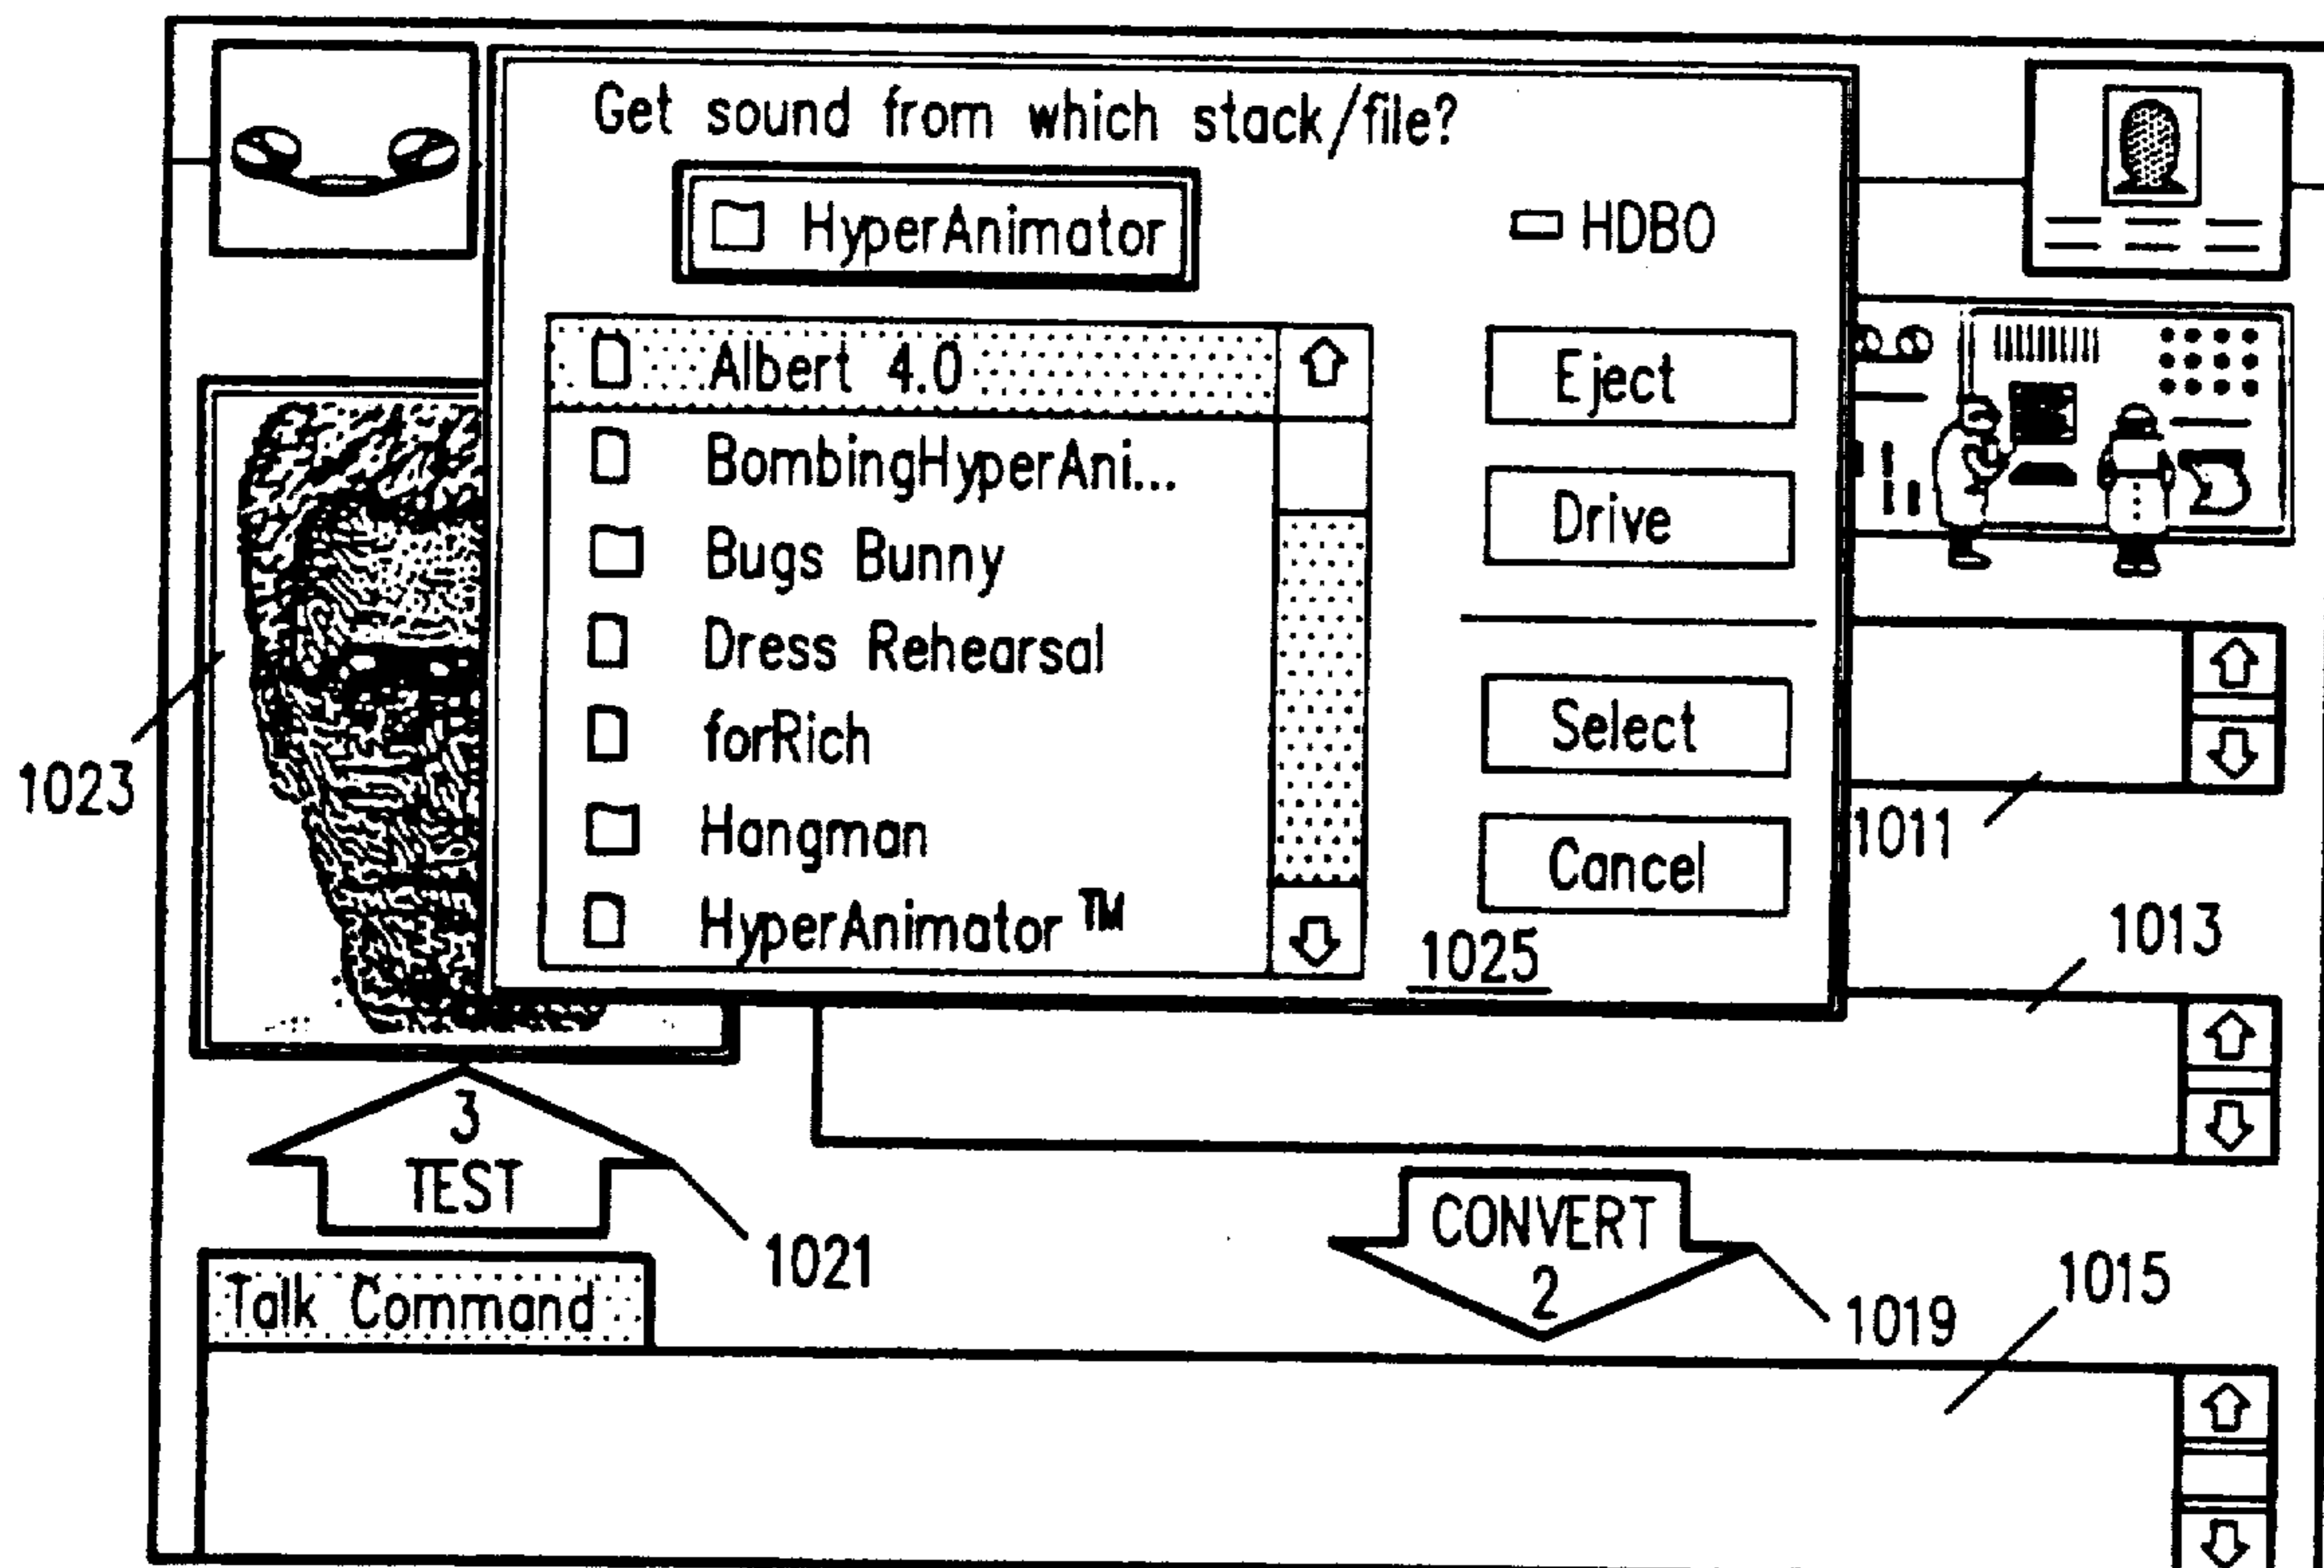 Get sound from which stack/file?
HyperAnimator
HDBO
Albert 4.0
BombingHyperAni...
Bugs Bunny
Dress Rehearsal
forRich
Hangman
HyperAnimator™
Eject
Drive
Select
Cancel
1025
1023
1011
1013
3
TEST
1021
CONVERT
2
1019
1015
Talk Command